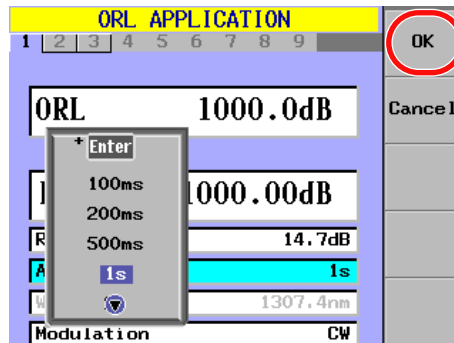 ORL APPLICATION
1 2 3 4 5 6 7 8 9
OK
Cancel
ORL 1000.0dB
+ Enter
100ms
200ms
500ms
1s
1000.00dB
R 14.7dB
A 1s
W 1307.4nm
Modulation CW